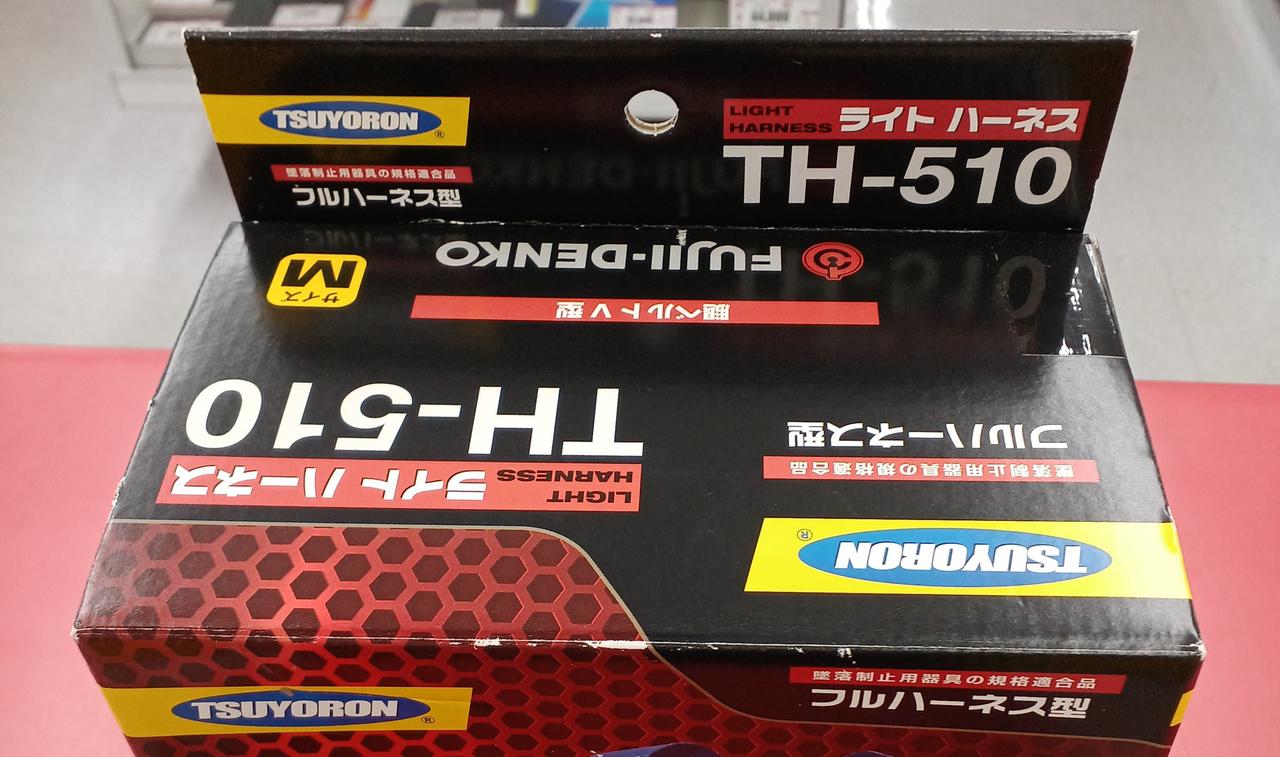 TSUYORON®
墜落制止用器具の規格適合品
フルハーネス型
LIGHT HARNESS ライト ハーネス
TH-510
FUJII-DENKO
サイズ M
腿ベルトV型
TH-510
LIGHT HARNESS ライト ハーネス
フルハーネス型
墜落制止用器具の規格適合品
TSUYORON®
TSUYORON®
墜落制止用器具の規格適合品
フルハーネス型